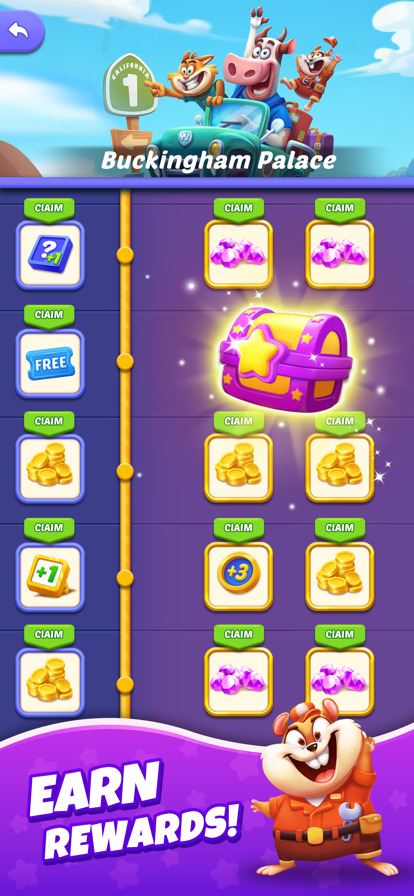 CALIFORNIA
1
Buckingham Palace
CLAIM CLAIM CLAIM
?
+1
CLAIM
FREE
CLAIM CLAIM CLAIM
CLAIM CLAIM CLAIM
+1 +3
CLAIM CLAIM CLAIM
EARN
REWARDS!